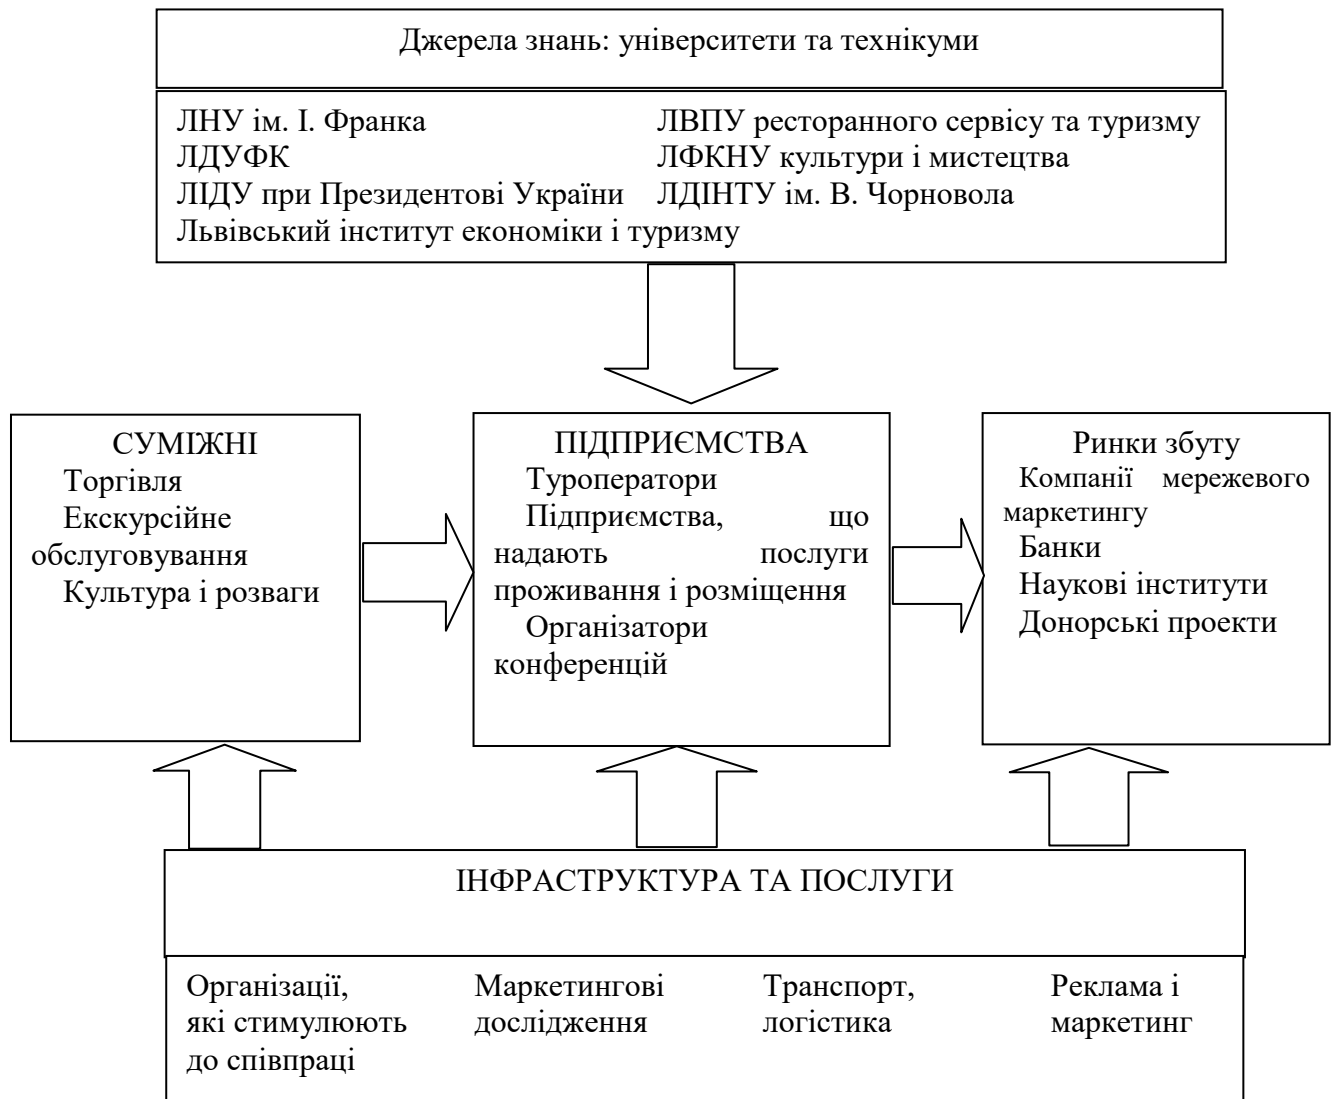 Джерела знань: університети та технікуми
ЛНУ ім. І. Франка
ЛДУФК
ЛІДУ при Президентові України
Львівський інститут економіки і туризму
ЛВПУ ресторанного сервісу та туризму
ЛФКНУ культури і мистецтва
ЛДІНТУ ім. В. Чорновола
СУМІЖНІ
Торгівля
Екскурсійне
обслуговування
Культура і розваги
ПІДПРИЄМСТВА
Туроператори
Підприємства, що
надають послуги
проживання і розміщення
Організатори
конференцій
Ринки збуту
Компанії мережевого
маркетингу
Банки
Наукові інститути
Донорські проекти
ІНФРАСТРУКТУРА ТА ПОСЛУГИ
Організації,
які стимулюють
до співпраці
Маркетингові
дослідження
Транспорт,
логістика
Реклама і
маркетинг